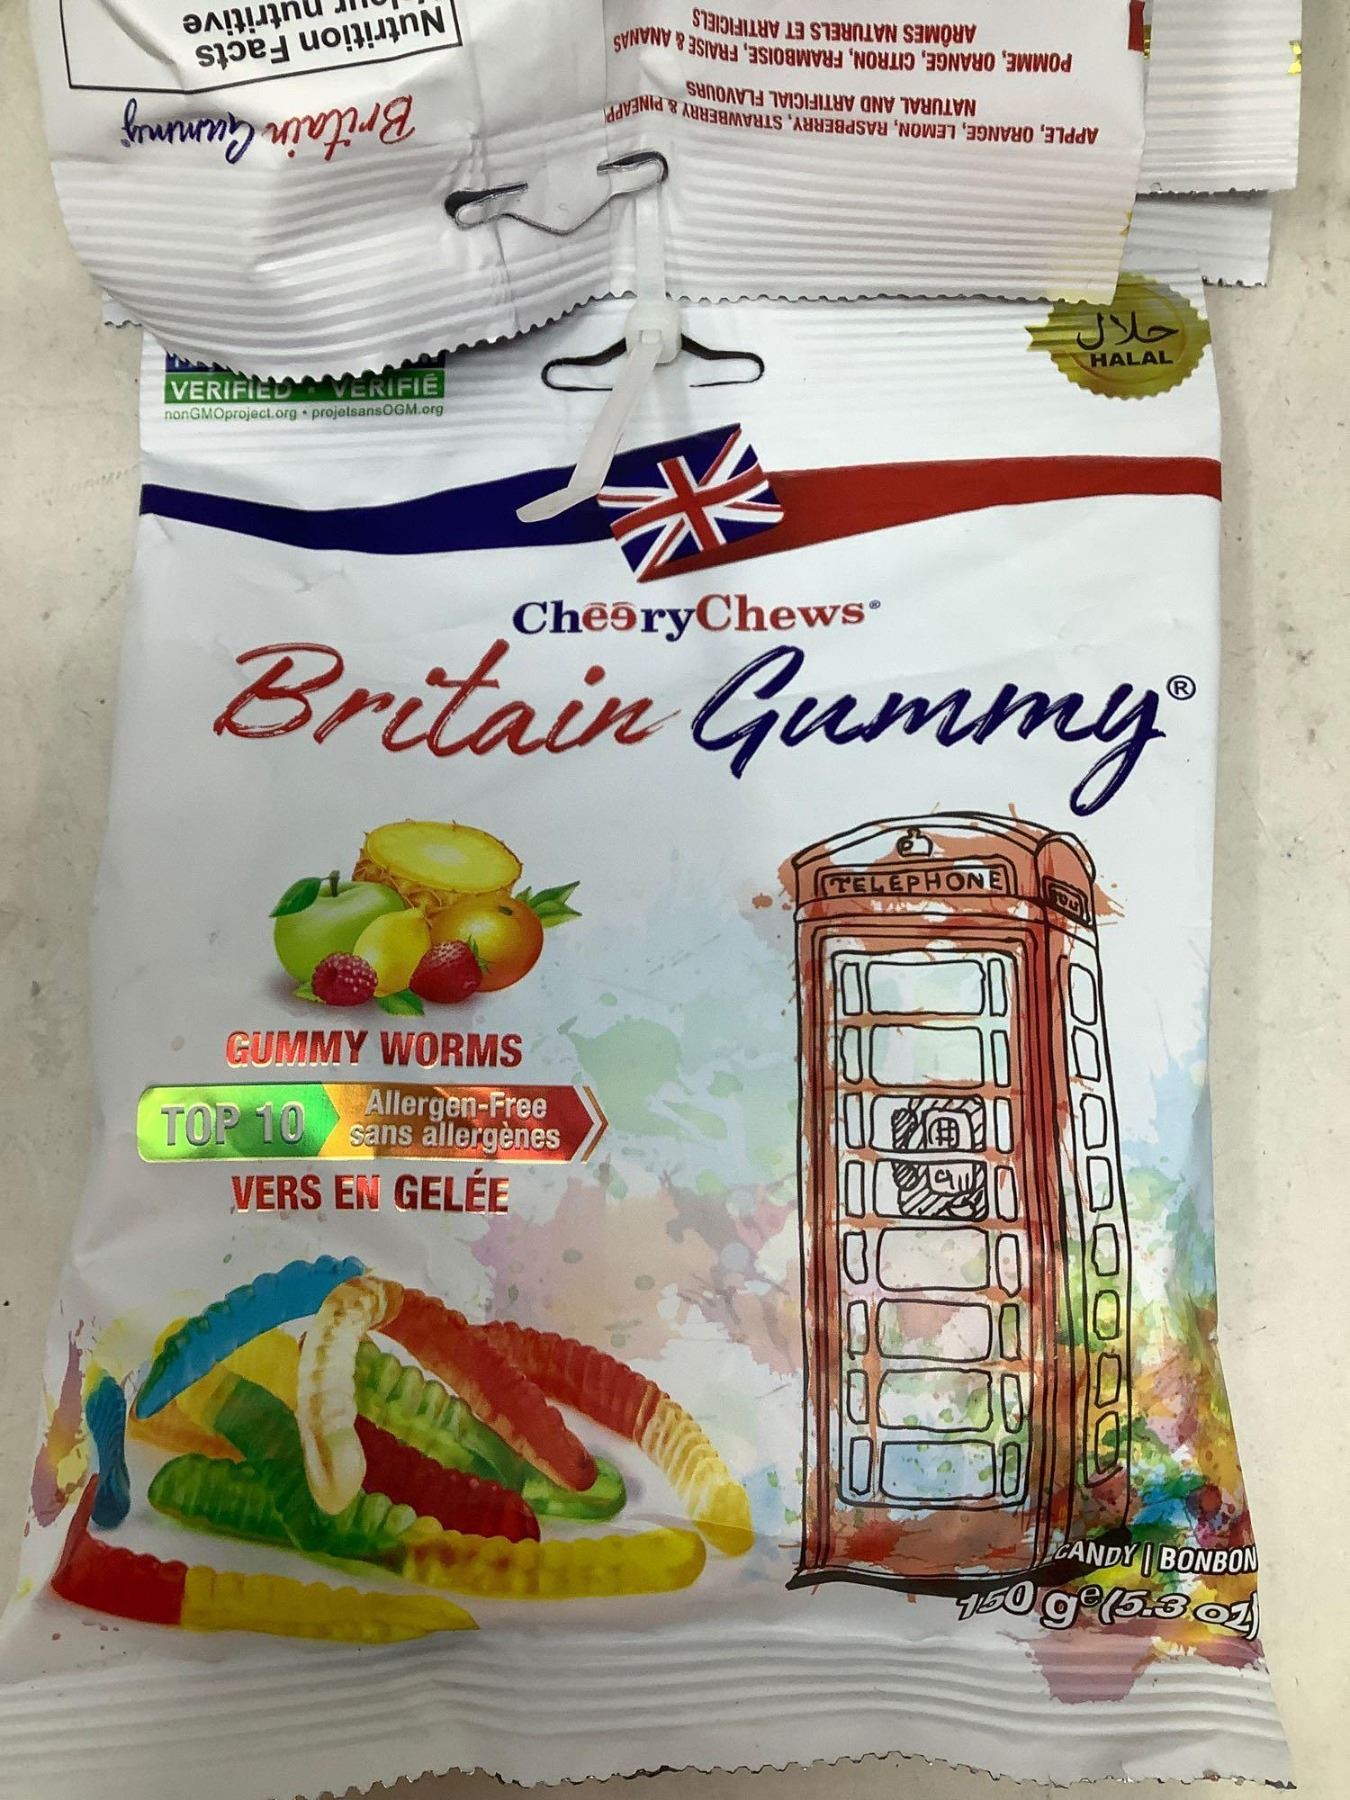 Nutrition Facts
Valeur nutritive
Britain Gummy
APPLE, ORANGE, LEMON, RASPBERRY, STRAWBERRY & PINEAPP
NATURAL AND ARTIFICIAL FLAVOURS
POMME, ORANGE, CITRON, FRAMBOISE, FRAISE & ANANAS
ARÔMES NATURELS ET ARTIFICIELS
VERIFIED • VÉRIFIÉ
nonGMOproject.org • projetsansOGM.org
حلال
HALAL
CheeryChews®
Britain Gummy®
TELEPHONE
GUMMY WORMS
TOP 10
Allergen-Free
sans allergènes
VERS EN GELÉE
CANDY | BONBON
150 g e (5.3 oz)